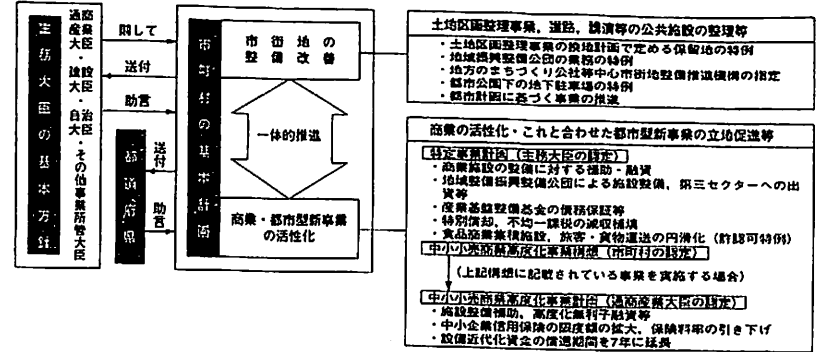 主務大臣の基本方針
通商産業大臣・建設大臣・自治大臣・その他事業所管大臣
即して
送付
助言
都道府県
送付
助言
市町村の基本計画
市街地の
整備改善
一体的推進
商業・都市型新事業
の活性化
土地区画整理事業,道路,駐車場等の公共施設の整備等
・土地区画整理事業の換地計画で定める保留地の特例
・地域振興整備公団の業務の特例
・地方のまちづくり公社等中心市街地整備推進機構の指定
・都市公園下の地下駐車場の特例
・都市計画に基づく事業の推進
商業の活性化・これと合わせた都市型新事業の立地促進等
特定事業計画(主務大臣の認定)
・商業施設の整備に対する補助・融資
・地域整備振興整備公団による施設整備,第三セクターへの出
資等
・産業基盤整備基金の債務保証等
・特別償却,不均一課税の減収補填
・食品商業集積施設,旅客・貨物運送の円滑化(許認可特例)
中小小売商業高度化事業構想(市町村の認定)
(上記構想に記載されている事業を実施する場合)
中小小売商業高度化事業計画(通商産業大臣の認定)
・施設整備補助,高度化無利子融資等
・中小企業信用保険の限度額の拡大,保険料率の引き下げ
・設備近代化資金の償還期間を7年に延長